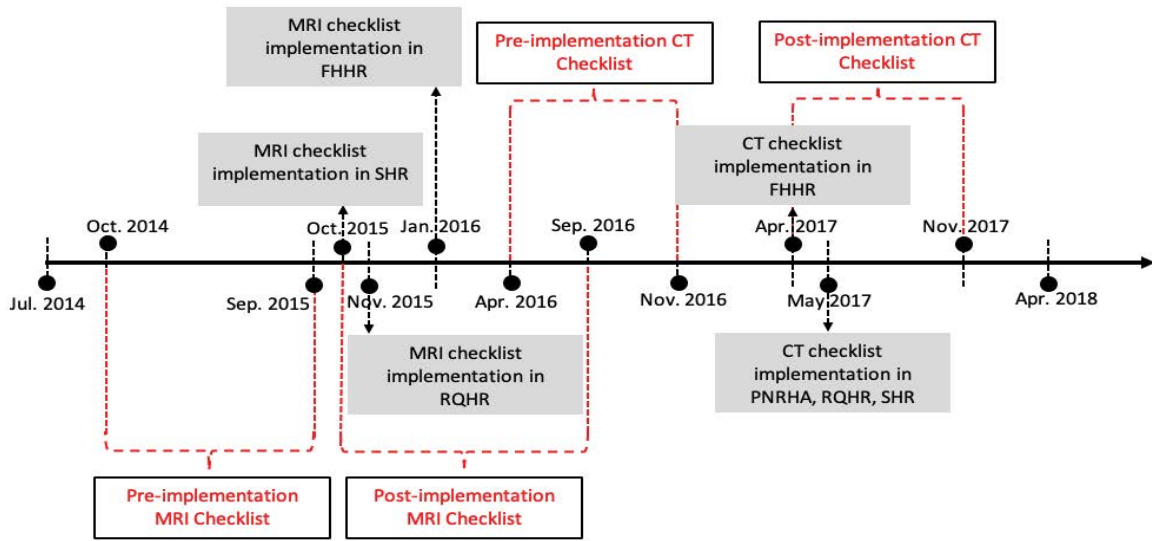 MRI checklist
implementation in
FHHR
Pre-implementation CT
Checklist
Post-implementation CT
Checklist
MRI checklist
implementation in SHR
CT checklist
implementation in
FHHR
Oct. 2014
Oct. 2015
Jan. 2016
Sep. 2016
Apr. 2017
Nov. 2017
Jul. 2014
Sep. 2015
Nov. 2015
Apr. 2016
Nov. 2016
May 2017
Apr. 2018
MRI checklist
implementation in
RQHR
CT checklist
implementation in
PNRHA, RQHR, SHR
Pre-implementation
MRI Checklist
Post-implementation
MRI Checklist